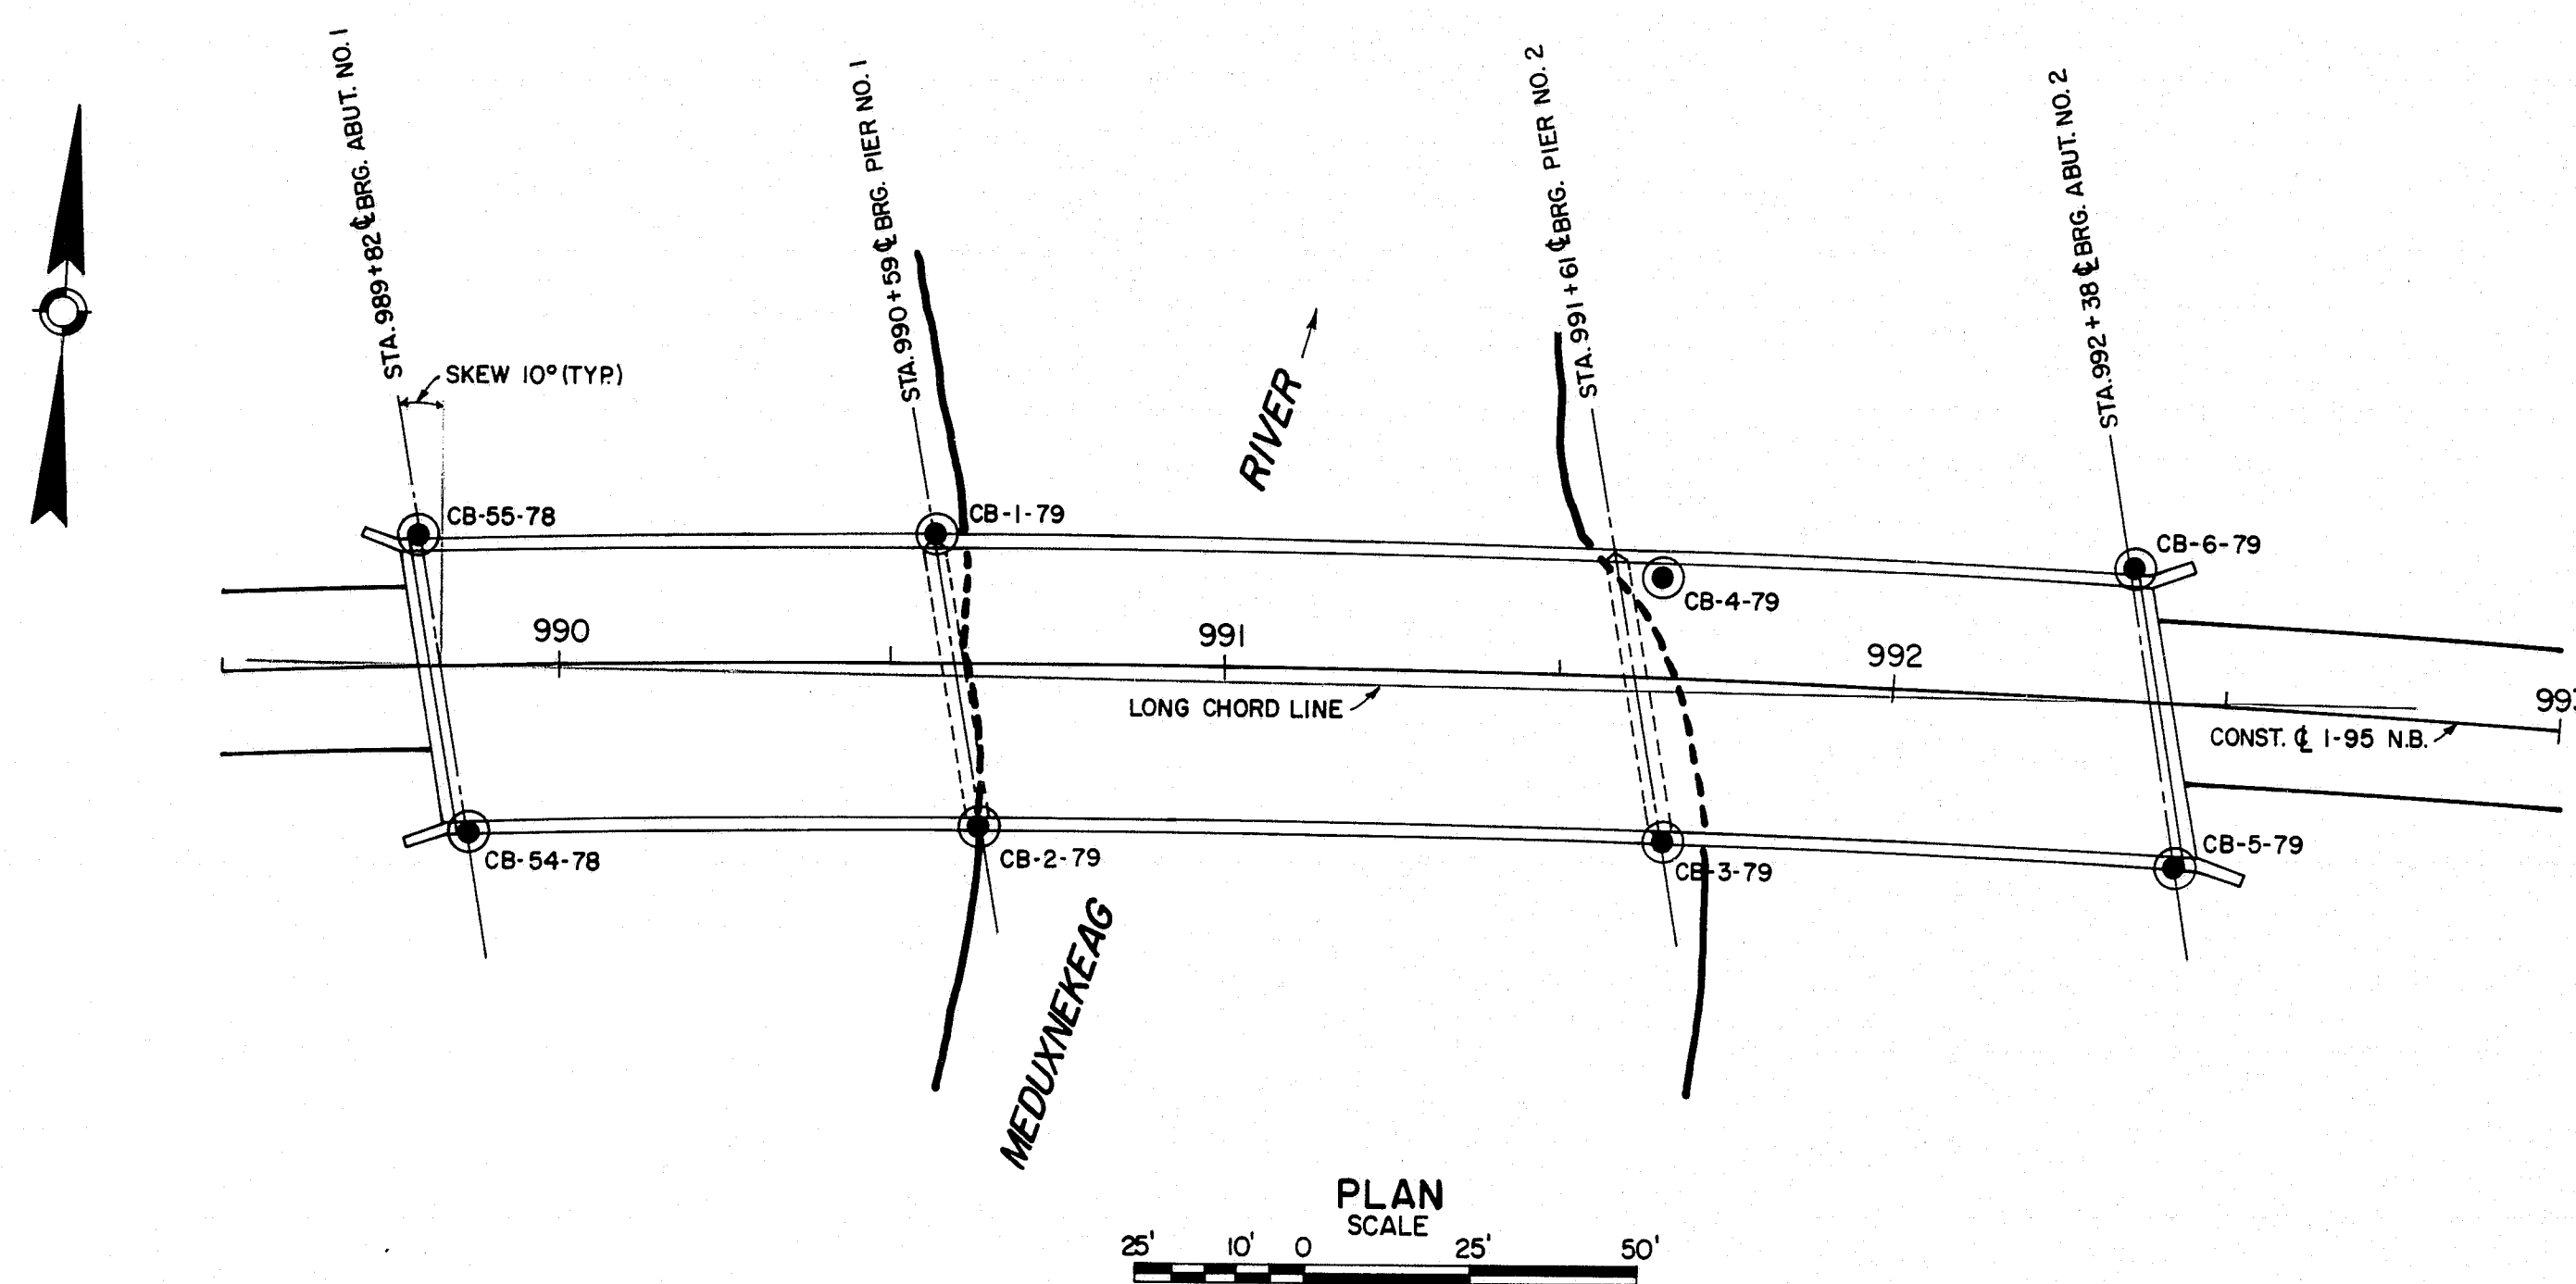 STA. 989+82 ℄ BRG. ABUT. NO. 1
STA. 990+59 ℄ BRG. PIER NO. 1
STA. 991+61 ℄ BRG. PIER NO. 2
STA. 992+38 ℄ BRG. ABUT. NO. 2
SKEW 10° (TYP.)
RIVER
CB-55-78
CB-1-79
CB-6-79
CB-4-79
990
991
992
993
LONG CHORD LINE
CONST. ℄ I-95 N.B.
CB-54-78
CB-2-79
CB-3-79
CB-5-79
MEDUXNEKEAG
PLAN
SCALE
25' 10' 0 25' 50'